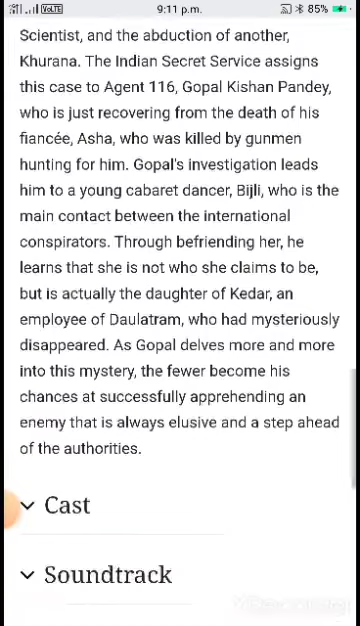 VoLTE 9:11 p.m. 85%
Scientist, and the abduction of another,
Khurana. The Indian Secret Service assigns
this case to Agent 116, Gopal Kishan Pandey,
who is just recovering from the death of his
fiancée, Asha, who was killed by gunmen
hunting for him. Gopal's investigation leads
him to a young cabaret dancer, Bijli, who is the
main contact between the international
conspirators. Through befriending her, he
learns that she is not who she claims to be,
but is actually the daughter of Kedar, an
employee of Daulatram, who had mysteriously
disappeared. As Gopal delves more and more
into this mystery, the fewer become his
chances at successfully apprehending an
enemy that is always elusive and a step ahead
of the authorities.
Cast
Soundtrack